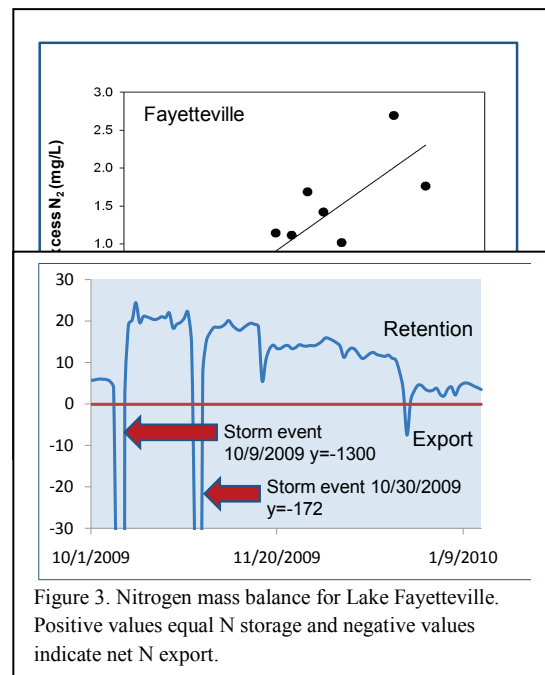 3.0
Fayetteville
2.5
2.0
1.5
1.0
N₂ (mg/L)
30
20
10
0
-10
-20
-30
Retention
Export
Storm event
10/9/2009 y=-1300
Storm event 10/30/2009
y=-172
10/1/2009
11/20/2009
1/9/2010
Figure 3. Nitrogen mass balance for Lake Fayetteville.
Positive values equal N storage and negative values
indicate net N export.